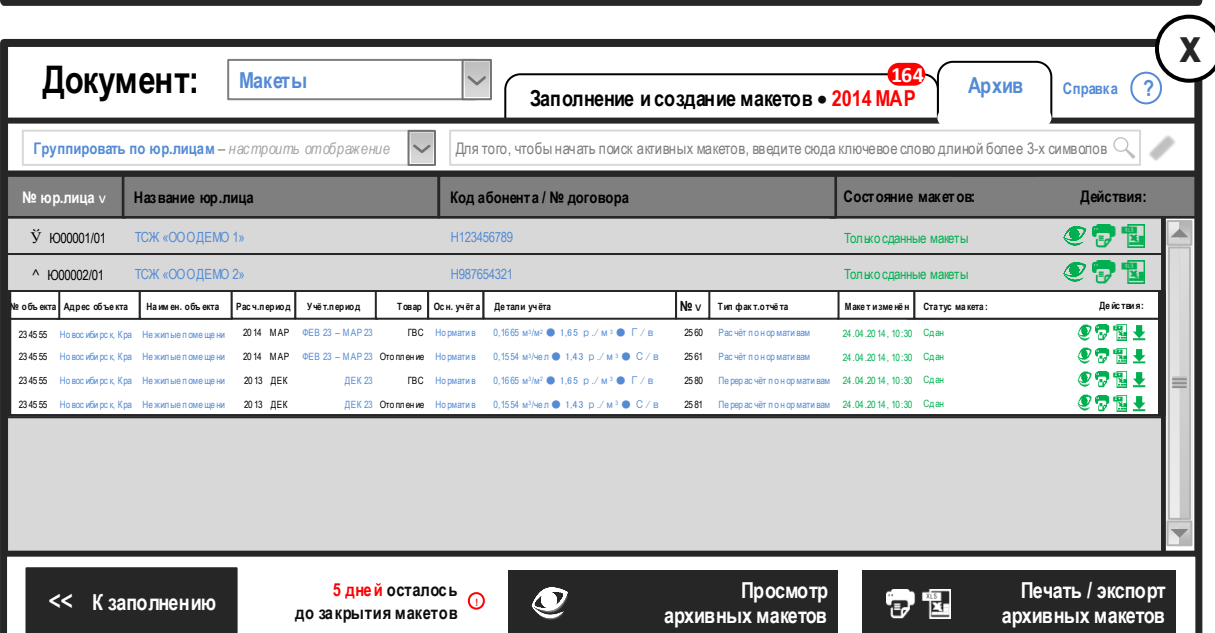 X
Документ: Макеты
Заполнение и создание макетов ● 2014 МАР 164
Архив
Справка ?
Группировать по юр.лицам – настроить отображение
Для того, чтобы начать поиск активных макетов, введите сюда ключевое слово длиной более 3-х символов
№ юр.лица v Название юр.лица Код абонента / № договора Состояние макетов: Действия:
Ў Ю00001/01 ТСЖ «ОООДЕМО 1» Н123456789 Только сданные макеты
^ Ю00002/01 ТСЖ «ОООДЕМО 2» Н987654321 Только сданные макеты
№ объекта Адрес объекта Наимен. объекта Расч.период Учёт.период Товар Осн. учёта Детали учёта № v Тип факт.отчёта Макет изменён Статус макета: Действия:
234555 Новосибирск, Кра Нежилые помещени 2014 МАР ФЕВ 23 – МАР 23 ГВС Норматив 0,1665 м³/м² ● 1,65 р./м³ ● Г/в 2560 Расчёт по нормативам 24.04.2014, 10:30 Сдан
234555 Новосибирск, Кра Нежилые помещени 2014 МАР ФЕВ 23 – МАР 23 Отопление Норматив 0,1554 м³/чел ● 1,43 р./м³ ● С/в 2561 Расчёт по нормативам 24.04.2014, 10:30 Сдан
234555 Новосибирск, Кра Нежилые помещени 2013 ДЕК ДЕК 23 ГВС Норматив 0,1665 м³/м² ● 1,65 р./м³ ● Г/в 2580 Перерасчёт по нормативам 24.04.2014, 10:30 Сдан
234555 Новосибирск, Кра Нежилые помещени 2013 ДЕК ДЕК 23 Отопление Норматив 0,1554 м³/чел ● 1,43 р./м³ ● С/в 2581 Перерасчёт по нормативам 24.04.2014, 10:30 Сдан
<< К заполнению
5 дней осталось
до закрытия макетов
Просмотр
архивных макетов
XLS
Печать / экспорт
архивных макетов